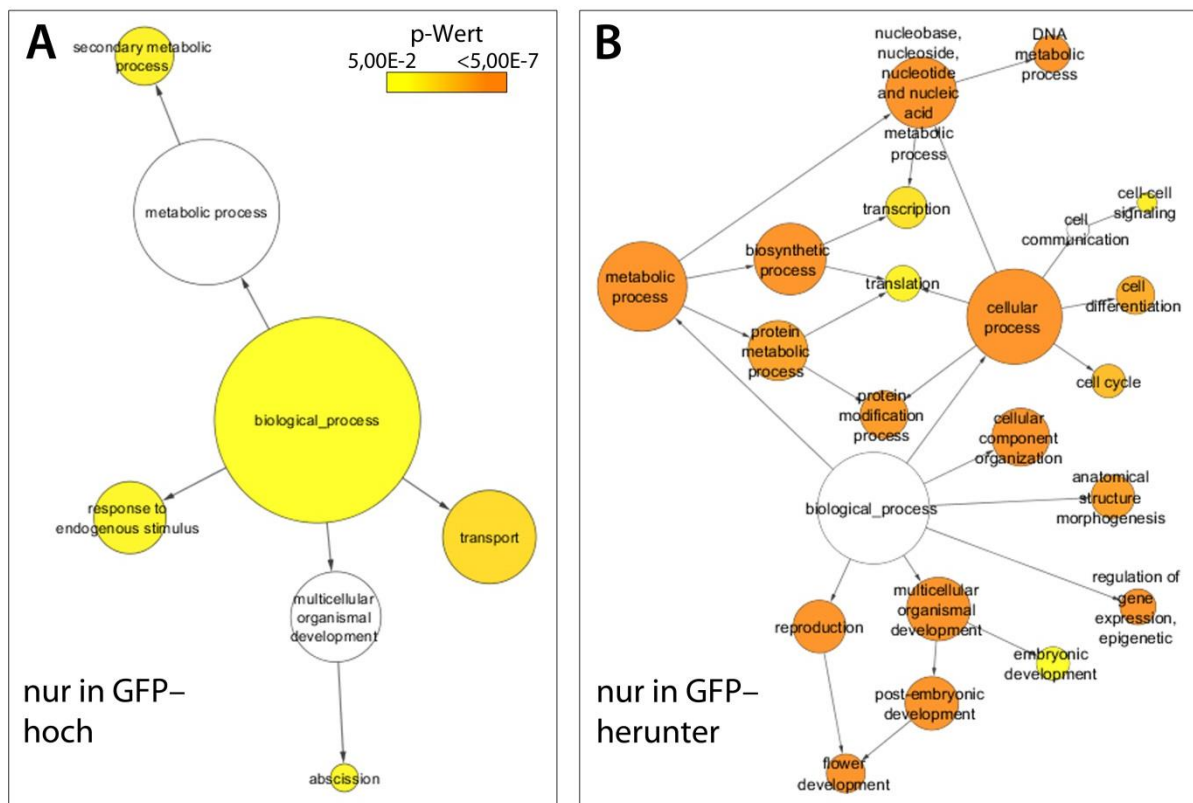 A
secondary metabolic
process
p-Wert
5,00E-2 <5,00E-7
metabolic process
biological_process
response to
endogenous stimulus
transport
multicellular
organismal
development
nur in GFP–
hoch
abscission
B
nucleobase,
nucleoside,
nucleotide
and nucleic
acid
metabolic
process
DNA
metabolic
process
transcription
cell-cell
signaling
cell
communication
biosynthetic
process
metabolic
process
translation
cellular
process
cell
differentiation
protein
metabolic
process
cell cycle
protein
modification
process
cellular
component
organization
biological_process
anatomical
structure
morphogenesis
regulation of
gene
expression,
epigenetic
reproduction
multicellular
organismal
development
embryonic
development
post-embryonic
development
nur in GFP–
herunter
flower
development